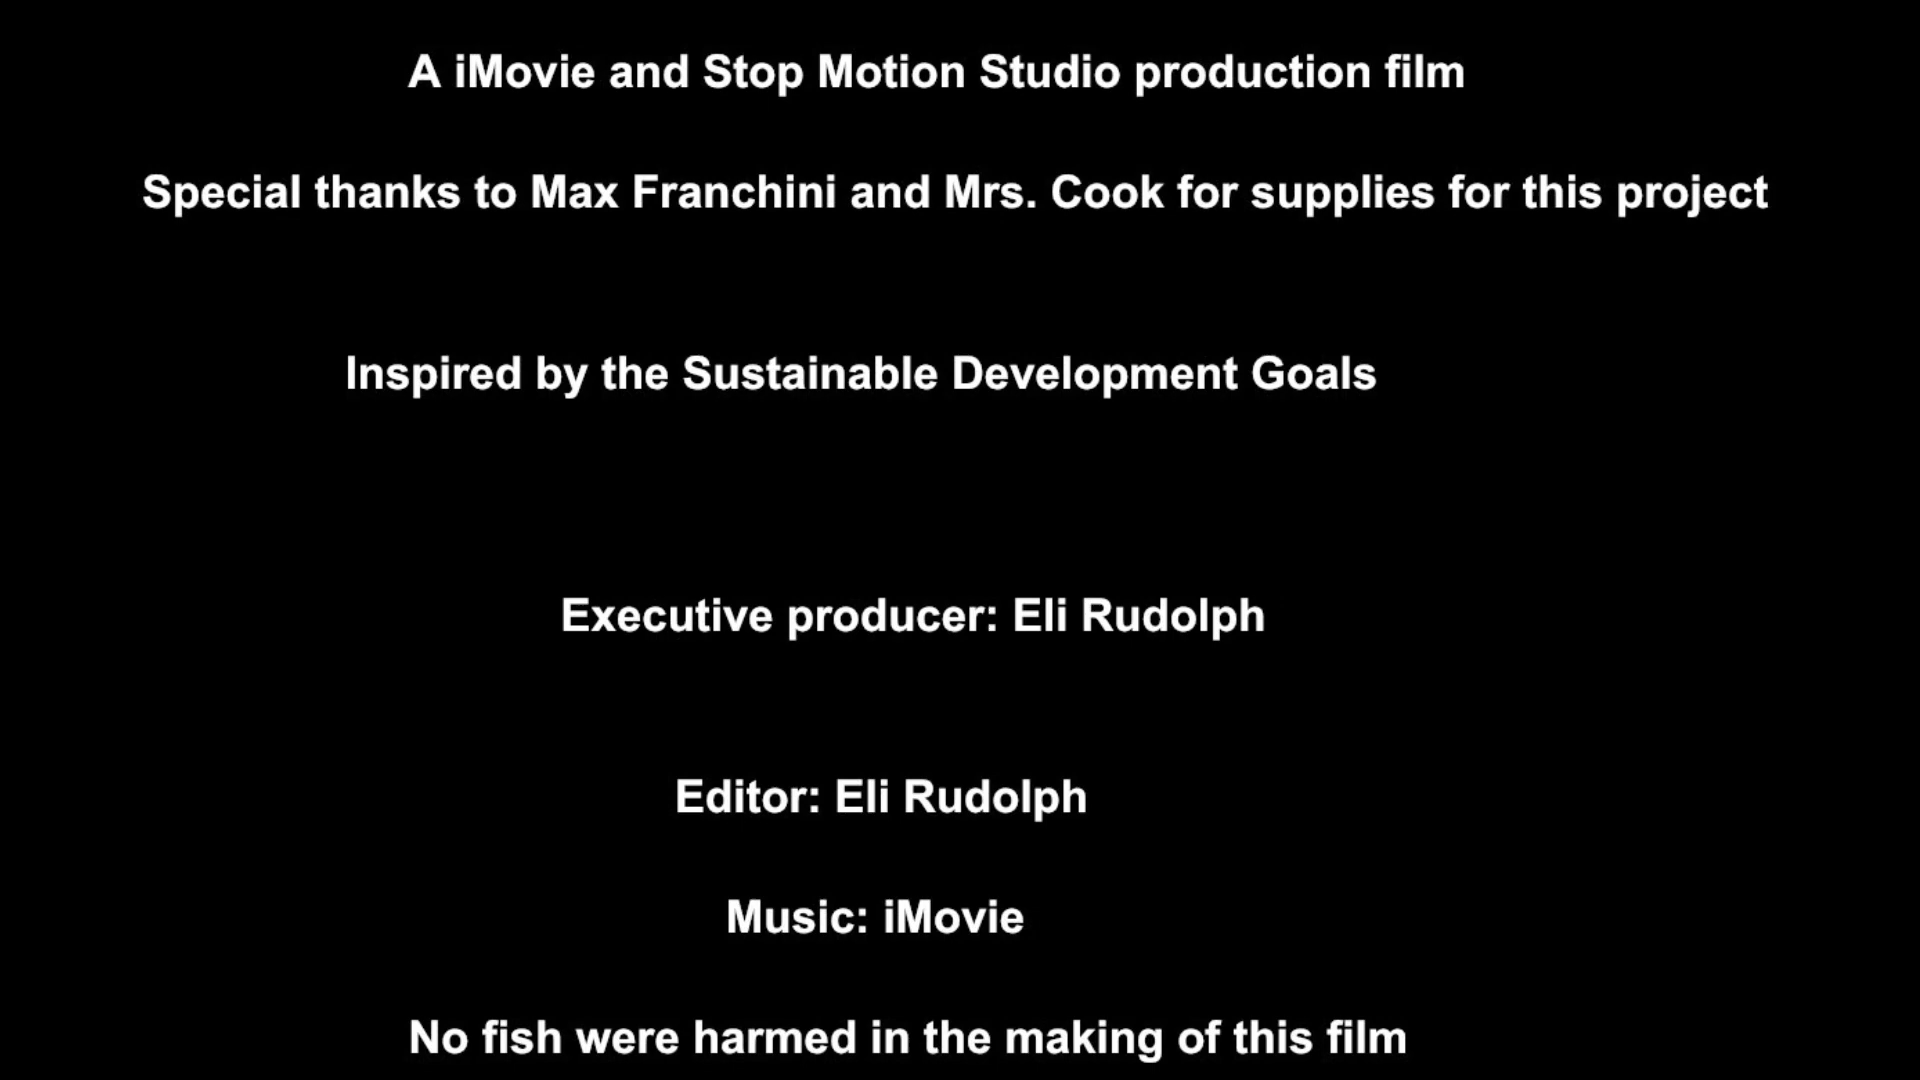 A iMovie and Stop Motion Studio production film
Special thanks to Max Franchini and Mrs. Cook for supplies for this project
Inspired by the Sustainable Development Goals
Executive producer: Eli Rudolph
Editor: Eli Rudolph
Music: iMovie
No fish were harmed in the making of this film